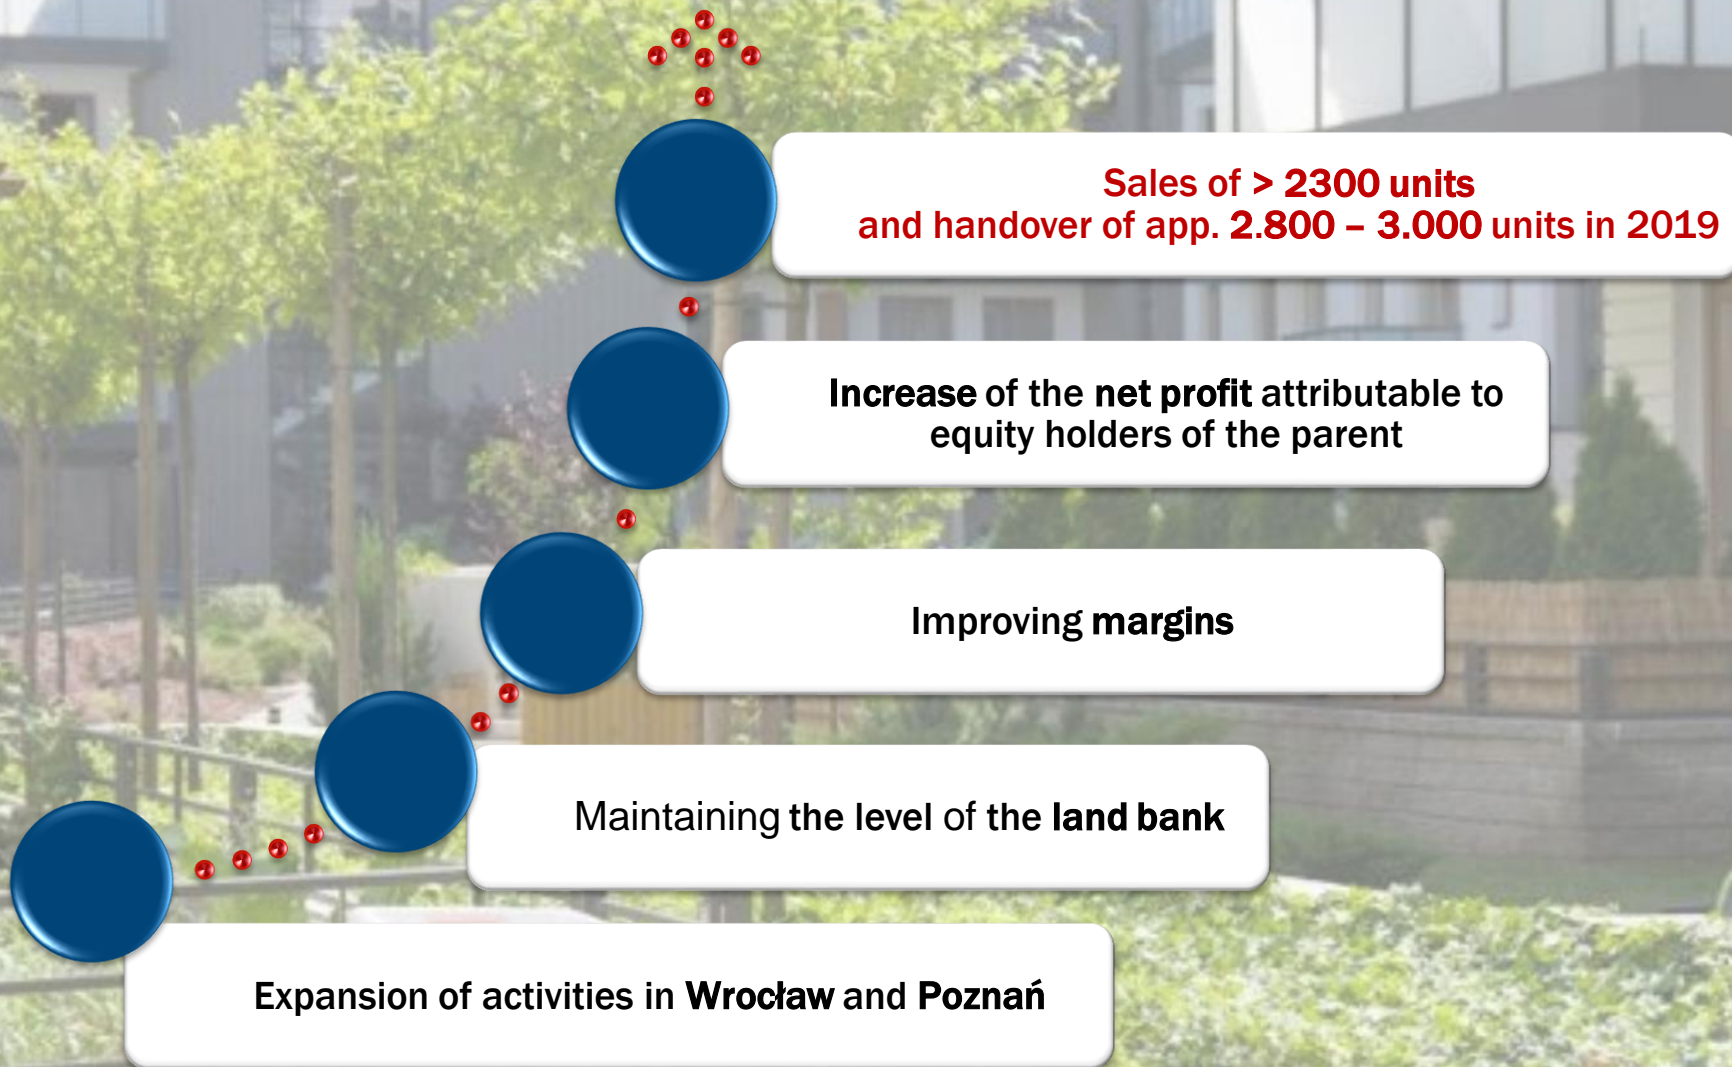 Sales of > 2300 units
and handover of app. 2.800 – 3.000 units in 2019
Increase of the net profit attributable to
equity holders of the parent
Improving margins
Maintaining the level of the land bank
Expansion of activities in Wrocław and Poznań